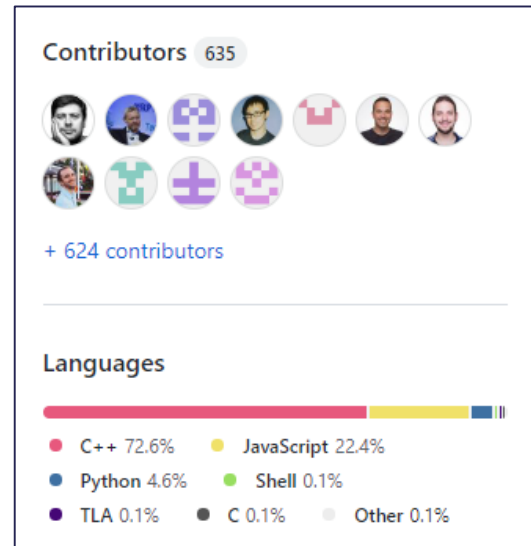 Contributors 635
+ 624 contributors
Languages
C++ 72.6% JavaScript 22.4%
Python 4.6% Shell 0.1%
TLA 0.1% C 0.1% Other 0.1%